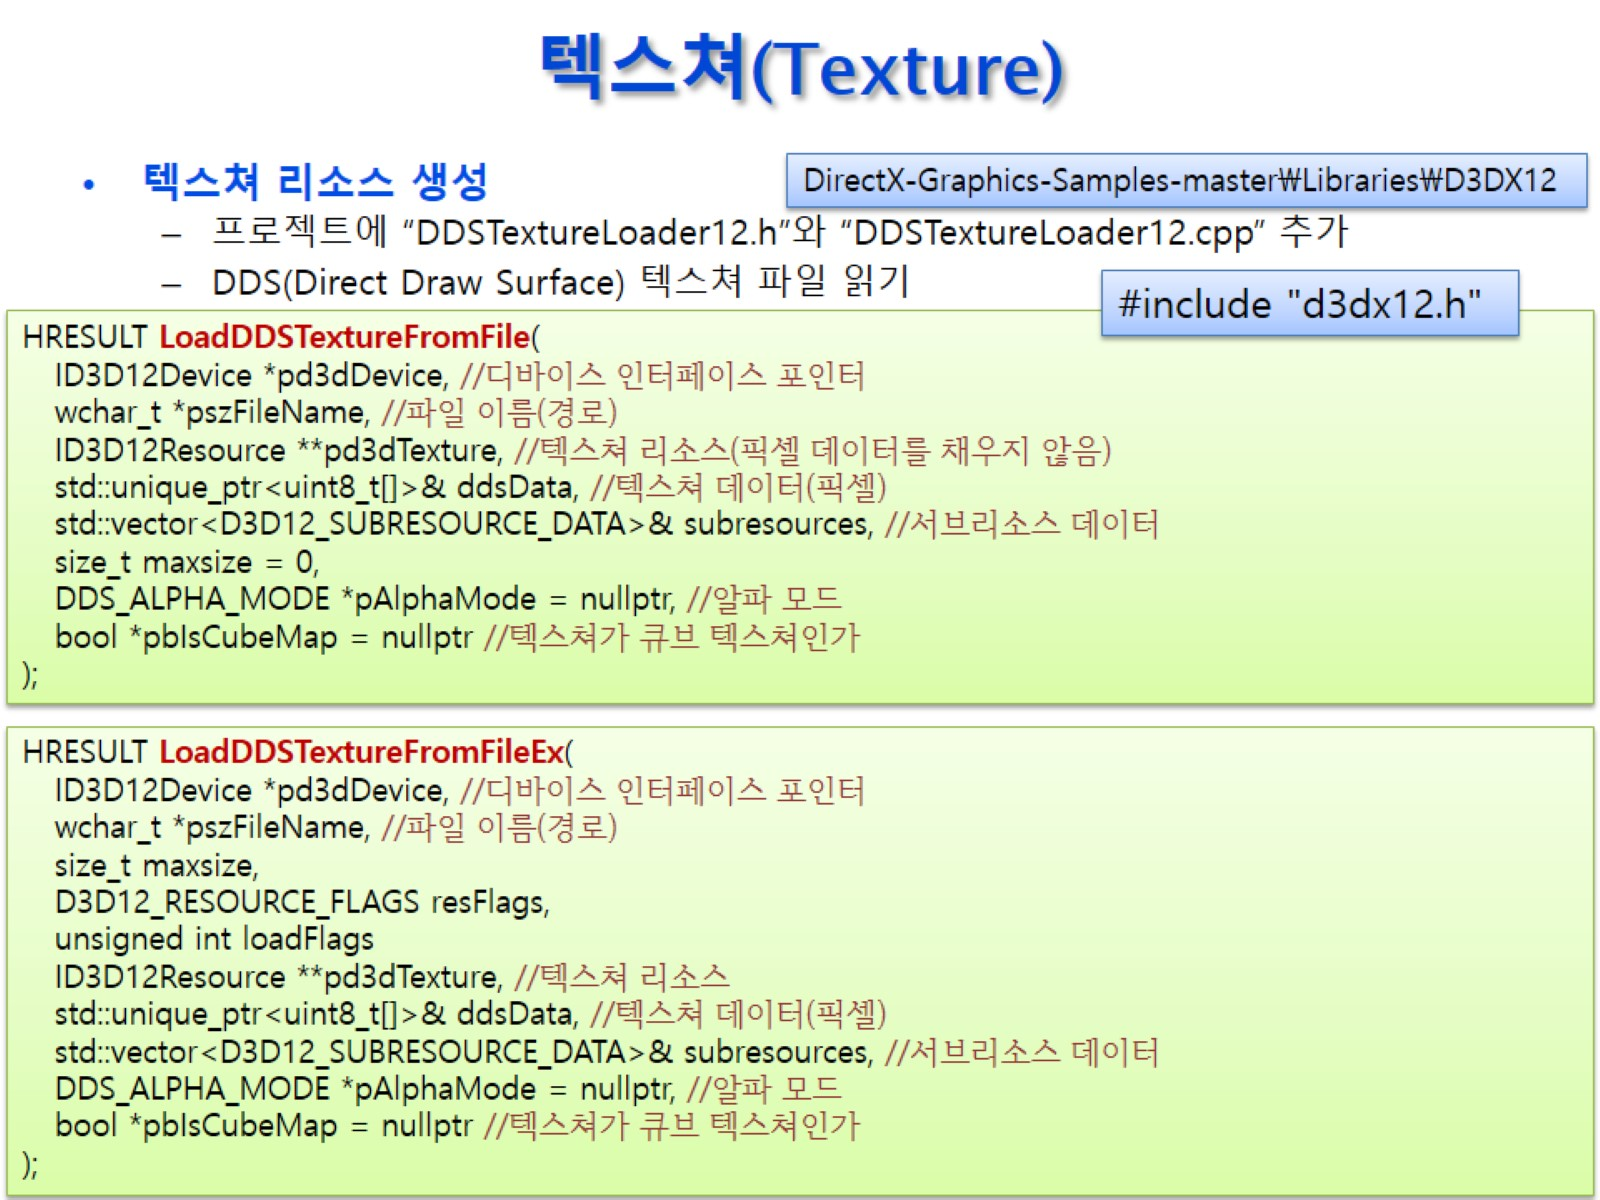 텍스쳐(Texture)
• 텍스쳐 리소스 생성
DirectX-Graphics-Samples-master₩Libraries₩D3DX12
– 프로젝트에 “DDSTextureLoader12.h”와 “DDSTextureLoader12.cpp” 추가
– DDS(Direct Draw Surface) 텍스쳐 파일 읽기
#include "d3dx12.h"
HRESULT LoadDDSTextureFromFile(
ID3D12Device *pd3dDevice, //디바이스 인터페이스 포인터
wchar_t *pszFileName, //파일 이름(경로)
ID3D12Resource **pd3dTexture, //텍스쳐 리소스(픽셀 데이터를 채우지 않음)
std::unique_ptr<uint8_t[]>& ddsData, //텍스쳐 데이터(픽셀)
std::vector<D3D12_SUBRESOURCE_DATA>& subresources, //서브리소스 데이터
size_t maxsize = 0,
DDS_ALPHA_MODE *pAlphaMode = nullptr, //알파 모드
bool *pbIsCubeMap = nullptr //텍스쳐가 큐브 텍스쳐인가
);
HRESULT LoadDDSTextureFromFileEx(
ID3D12Device *pd3dDevice, //디바이스 인터페이스 포인터
wchar_t *pszFileName, //파일 이름(경로)
size_t maxsize,
D3D12_RESOURCE_FLAGS resFlags,
unsigned int loadFlags
ID3D12Resource **pd3dTexture, //텍스쳐 리소스
std::unique_ptr<uint8_t[]>& ddsData, //텍스쳐 데이터(픽셀)
std::vector<D3D12_SUBRESOURCE_DATA>& subresources, //서브리소스 데이터
DDS_ALPHA_MODE *pAlphaMode = nullptr, //알파 모드
bool *pbIsCubeMap = nullptr //텍스쳐가 큐브 텍스쳐인가
);